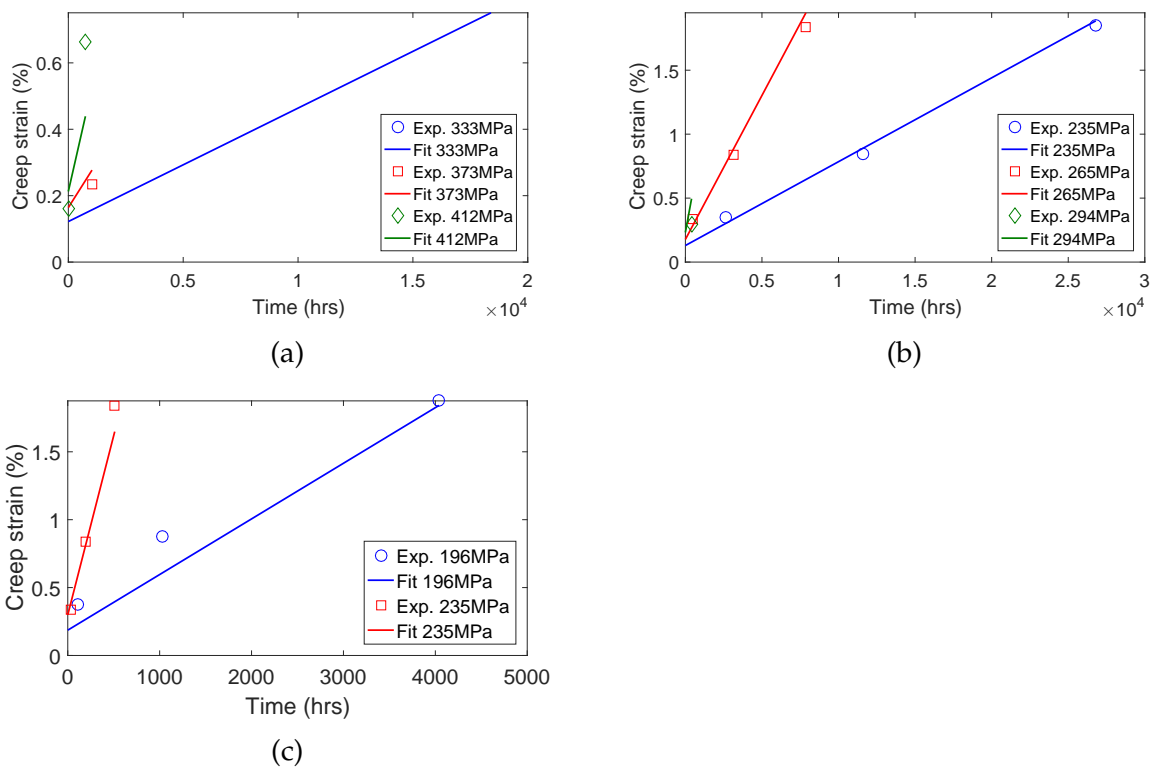 Creep strain (%)
0.6
0.4
0.2
0
Exp. 333MPa
Fit 333MPa
Exp. 373MPa
Fit 373MPa
Exp. 412MPa
Fit 412MPa
0 0.5 1 1.5 2
Time (hrs) ×10^4
(a)
Creep strain (%)
1.5
1
0.5
0
Exp. 235MPa
Fit 235MPa
Exp. 265MPa
Fit 265MPa
Exp. 294MPa
Fit 294MPa
0 0.5 1 1.5 2 2.5 3
Time (hrs) ×10^4
(b)
Creep strain (%)
1.5
1
0.5
0
Exp. 196MPa
Fit 196MPa
Exp. 235MPa
Fit 235MPa
0 1000 2000 3000 4000 5000
Time (hrs)
(c)